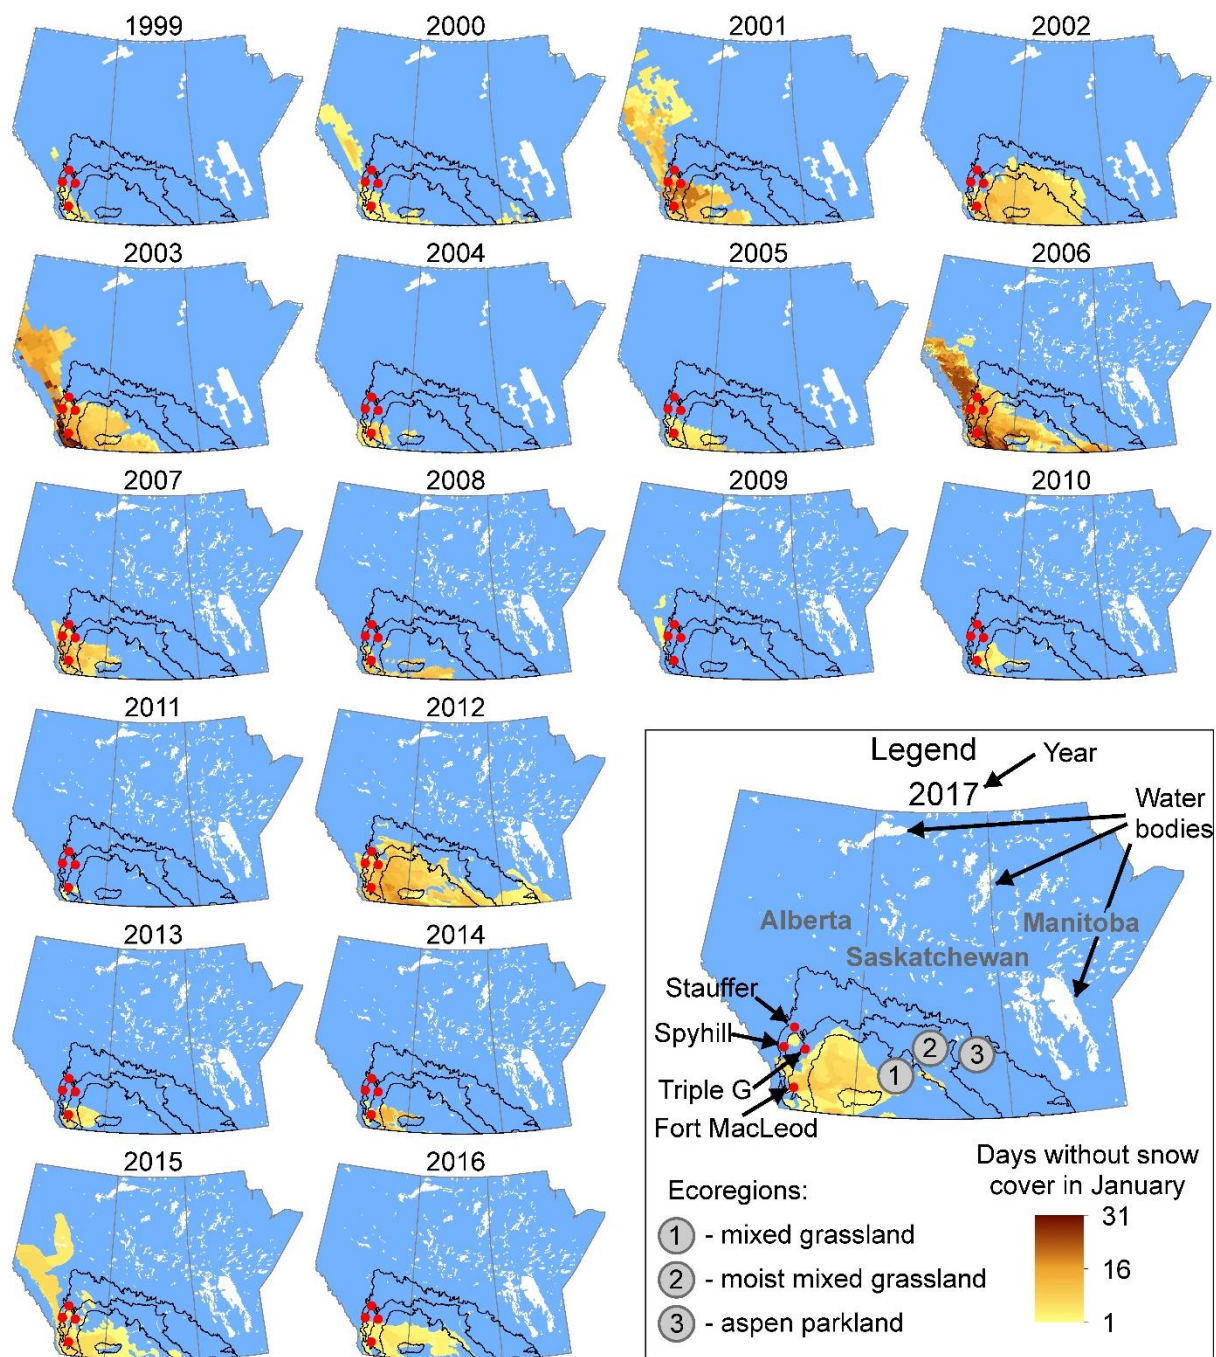 1999
2000
2001
2002
2003
2004
2005
2006
2007
2008
2009
2010
2011
2012
2013
2014
2015
2016
Legend
Year
2017
Water
bodies
Alberta
Manitoba
Saskatchewan
Stauffer
Spyhill
Triple G
Fort MacLeod
1
2
3
Ecoregions:
1 - mixed grassland
2 - moist mixed grassland
3 - aspen parkland
Days without snow
cover in January
31
16
1